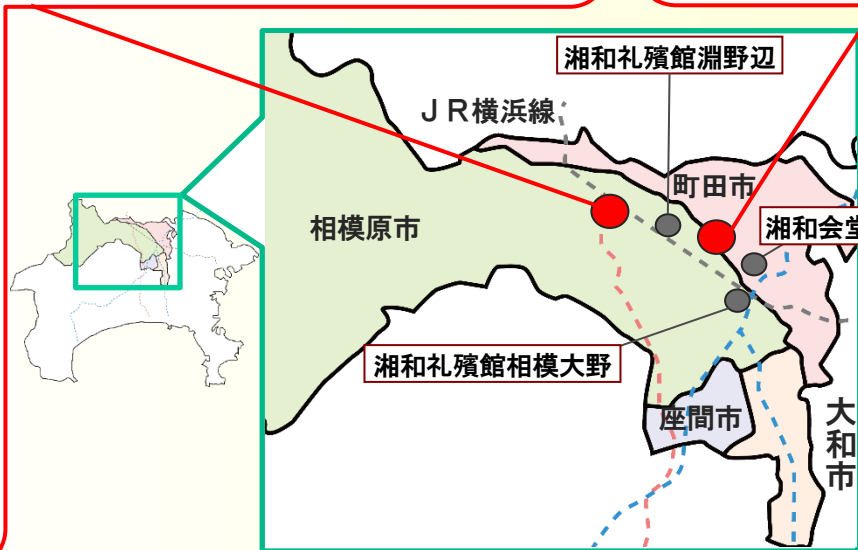 湘和礼殯館淵野辺
ＪＲ横浜線
町田市
相模原市
湘和会堂
湘和礼殯館相模大野
座間市
大和市